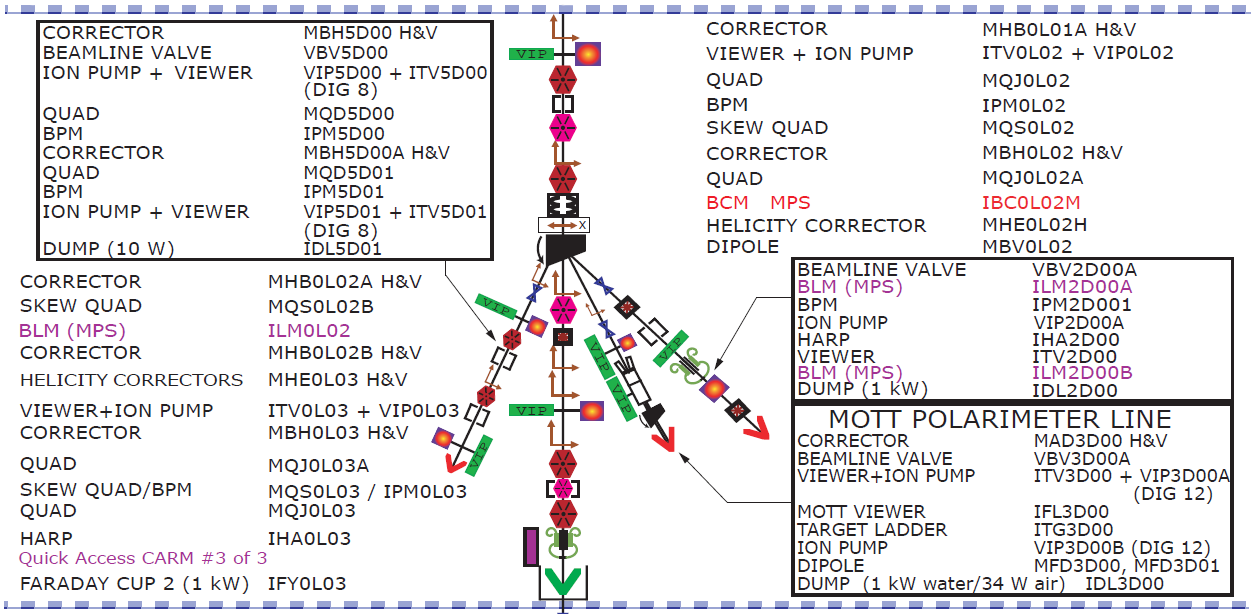 CORRECTOR MBH5D00 H&V
BEAMLINE VALVE VBV5D00
ION PUMP + VIEWER VIP5D00 + ITV5D00
(DIG 8)
QUAD MQD5D00
BPM IPM5D00
CORRECTOR MBH5D00A H&V
QUAD MQD5D01
BPM IPM5D01
ION PUMP + VIEWER VIP5D01 + ITV5D01
(DIG 8)
DUMP (10 W) IDL5D01
CORRECTOR MHB0L02A H&V
SKEW QUAD MQS0L02B
BLM (MPS) ILM0L02
CORRECTOR MHB0L02B H&V
HELICITY CORRECTORS MHE0L03 H&V
VIEWER+ION PUMP ITV0L03 + VIP0L03
CORRECTOR MBH0L03 H&V
QUAD MQJ0L03A
SKEW QUAD/BPM MQS0L03 / IPM0L03
QUAD MQJ0L03
HARP IHA0L03
Quick Access CARM #3 of 3
FARADAY CUP 2 (1 kW) IFY0L03
VIP
X
VIP
VIP
VIP
VIP
VIP
VIP
CORRECTOR MHB0L01A H&V
VIEWER + ION PUMP ITV0L02 + VIP0L02
QUAD MQJ0L02
BPM IPM0L02
SKEW QUAD MQS0L02
CORRECTOR MBH0L02 H&V
QUAD MQJ0L02A
BCM MPS IBC0L02M
HELICITY CORRECTOR MHE0L02H
DIPOLE MBV0L02
BEAMLINE VALVE VBV2D00A
BLM (MPS) ILM2D00A
BPM IPM2D001
ION PUMP VIP2D00A
HARP IHA2D00
VIEWER ITV2D00
BLM (MPS) ILM2D00B
DUMP (1 kW) IDL2D00
MOTT POLARIMETER LINE
CORRECTOR MAD3D00 H&V
BEAMLINE VALVE VBV3D00A
VIEWER+ION PUMP ITV3D00 + VIP3D00A
(DIG 12)
MOTT VIEWER IFL3D00
TARGET LADDER ITG3D00
ION PUMP VIP3D00B (DIG 12)
DIPOLE MFD3D00, MFD3D01
DUMP (1 kW water/34 W air) IDL3D00